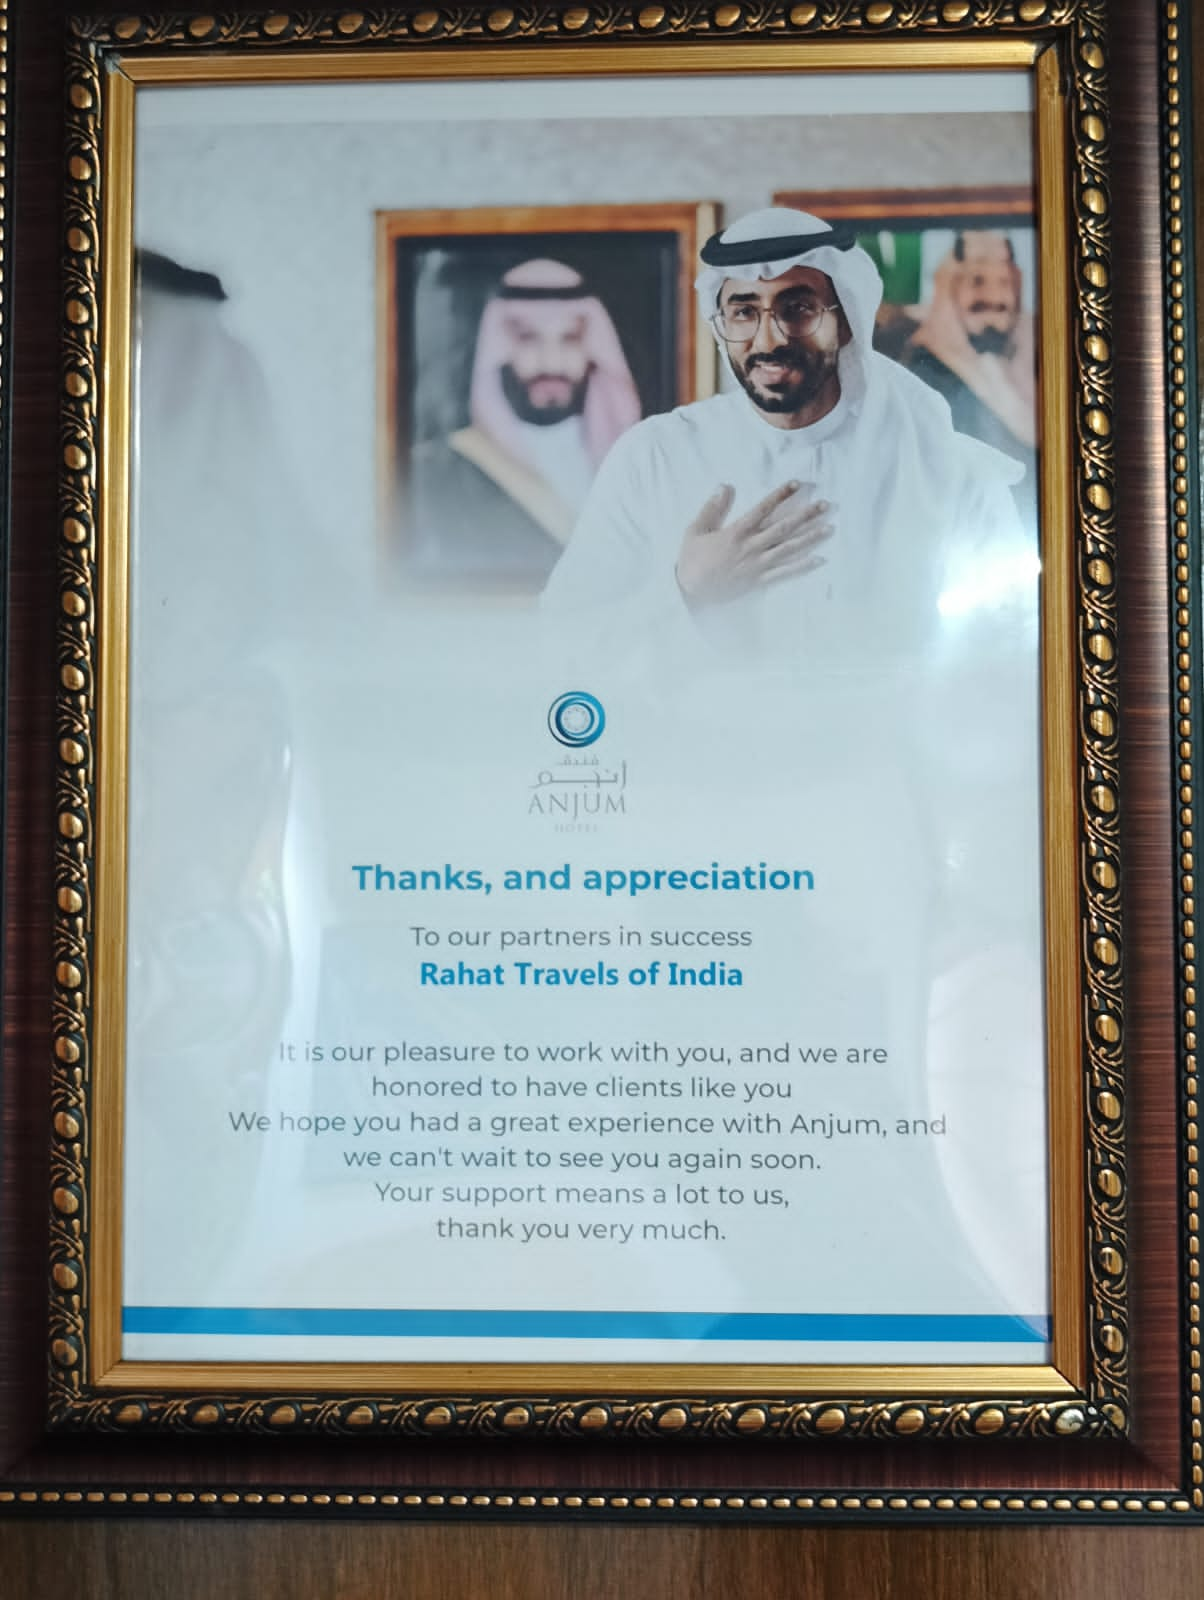 فندق
أنجم
ANJUM
HOTEL
Thanks, and appreciation
To our partners in success
Rahat Travels of India
It is our pleasure to work with you, and we are
honored to have clients like you
We hope you had a great experience with Anjum, and
we can't wait to see you again soon.
Your support means a lot to us,
thank you very much.